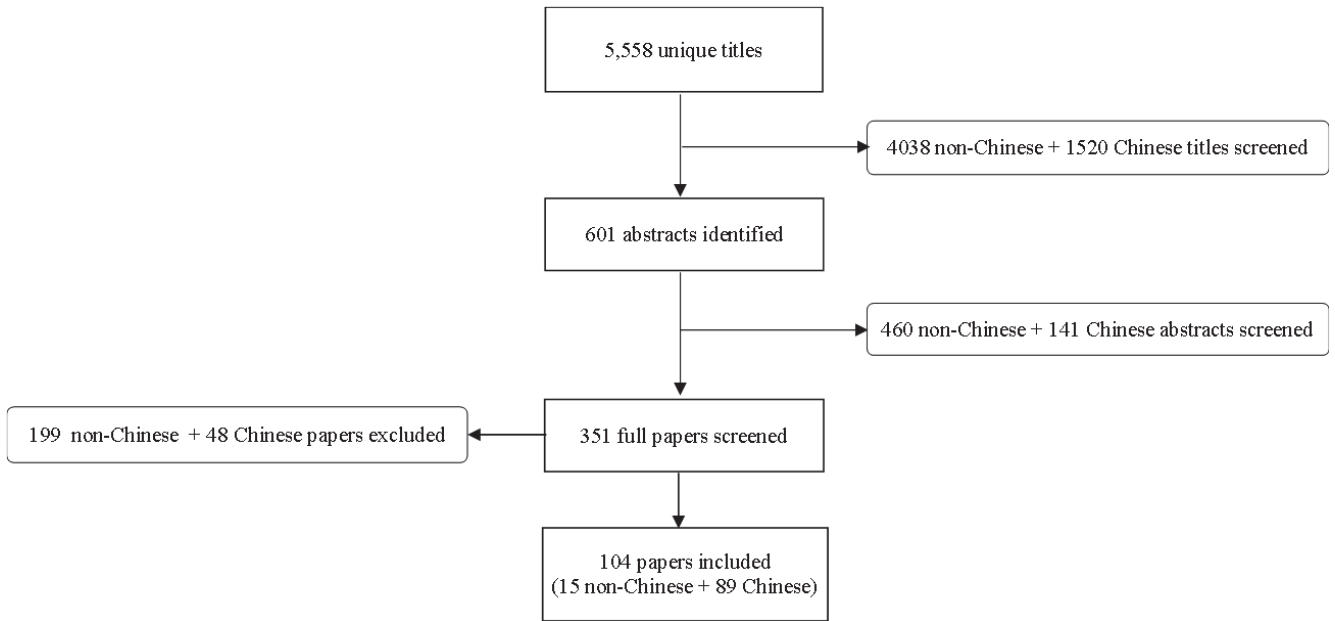 5,558 unique titles
4038 non-Chinese + 1520 Chinese titles screened
601 abstracts identified
460 non-Chinese + 141 Chinese abstracts screened
199 non-Chinese + 48 Chinese papers excluded
351 full papers screened
104 papers included
(15 non-Chinese + 89 Chinese)